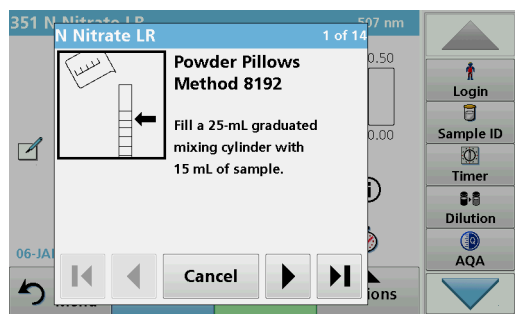 351 N Nitrate LR
507 nm
N Nitrate LR
1 of 14
Powder Pillows
Method 8192
Fill a 25-mL graduated
mixing cylinder with
15 mL of sample.
0.50
0.00
06-JA
Cancel
Menu
ions
Login
Sample ID
Timer
Dilution
AQA